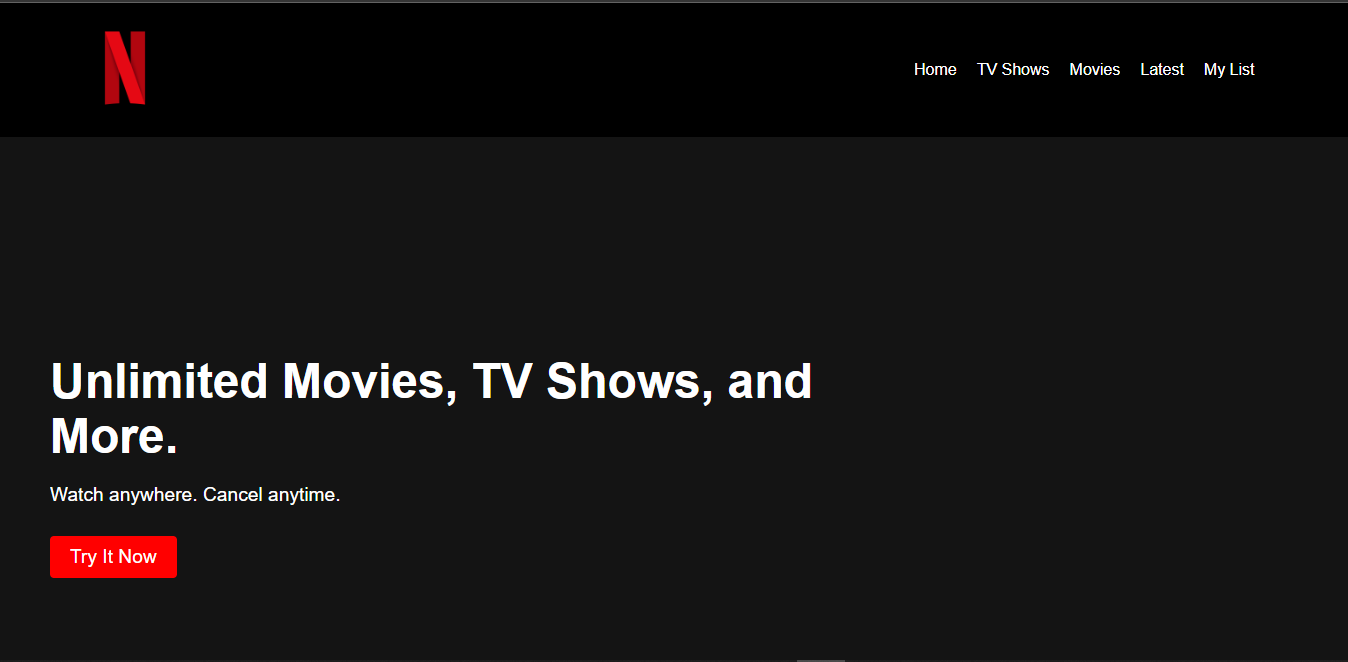 N
Home TV Shows Movies Latest My List
Unlimited Movies, TV Shows, and
More.
Watch anywhere. Cancel anytime.
Try It Now